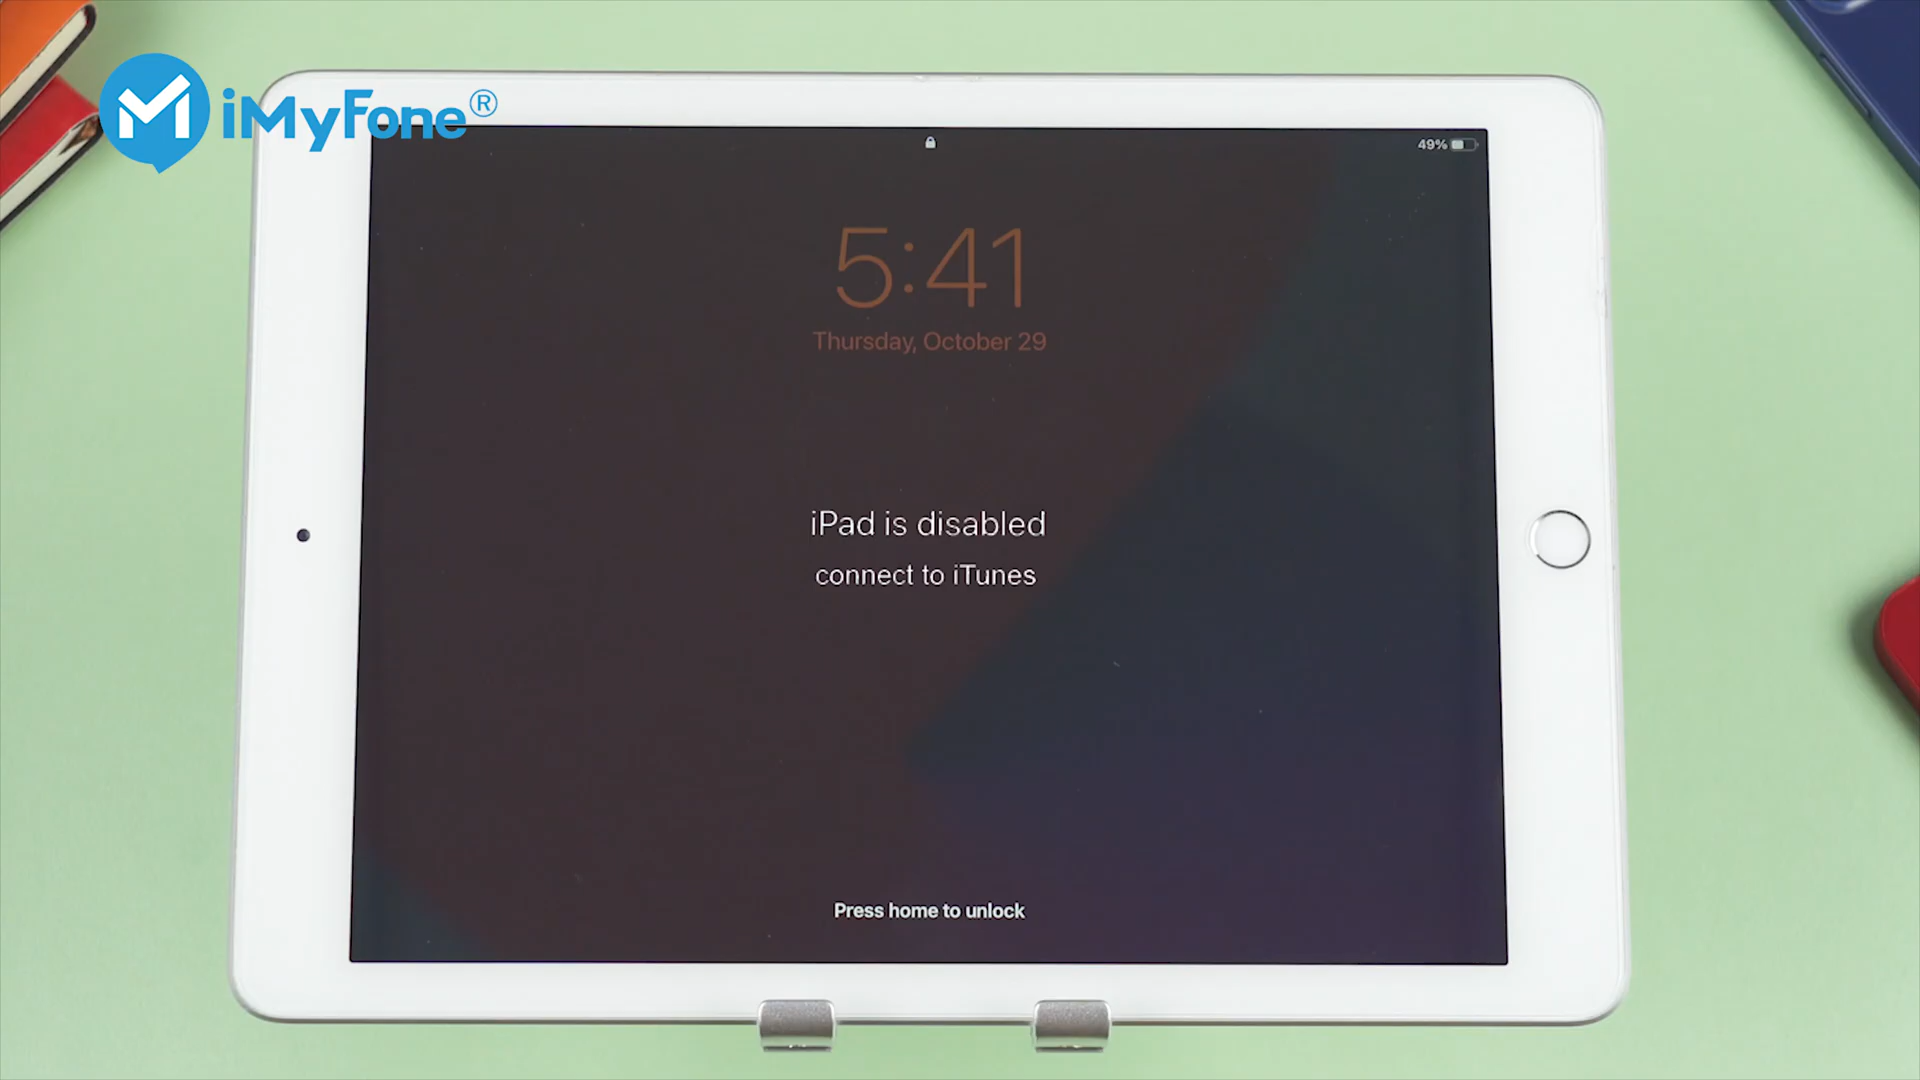 iMyFone®
49%
5:41
Thursday, October 29
iPad is disabled
connect to iTunes
Press home to unlock